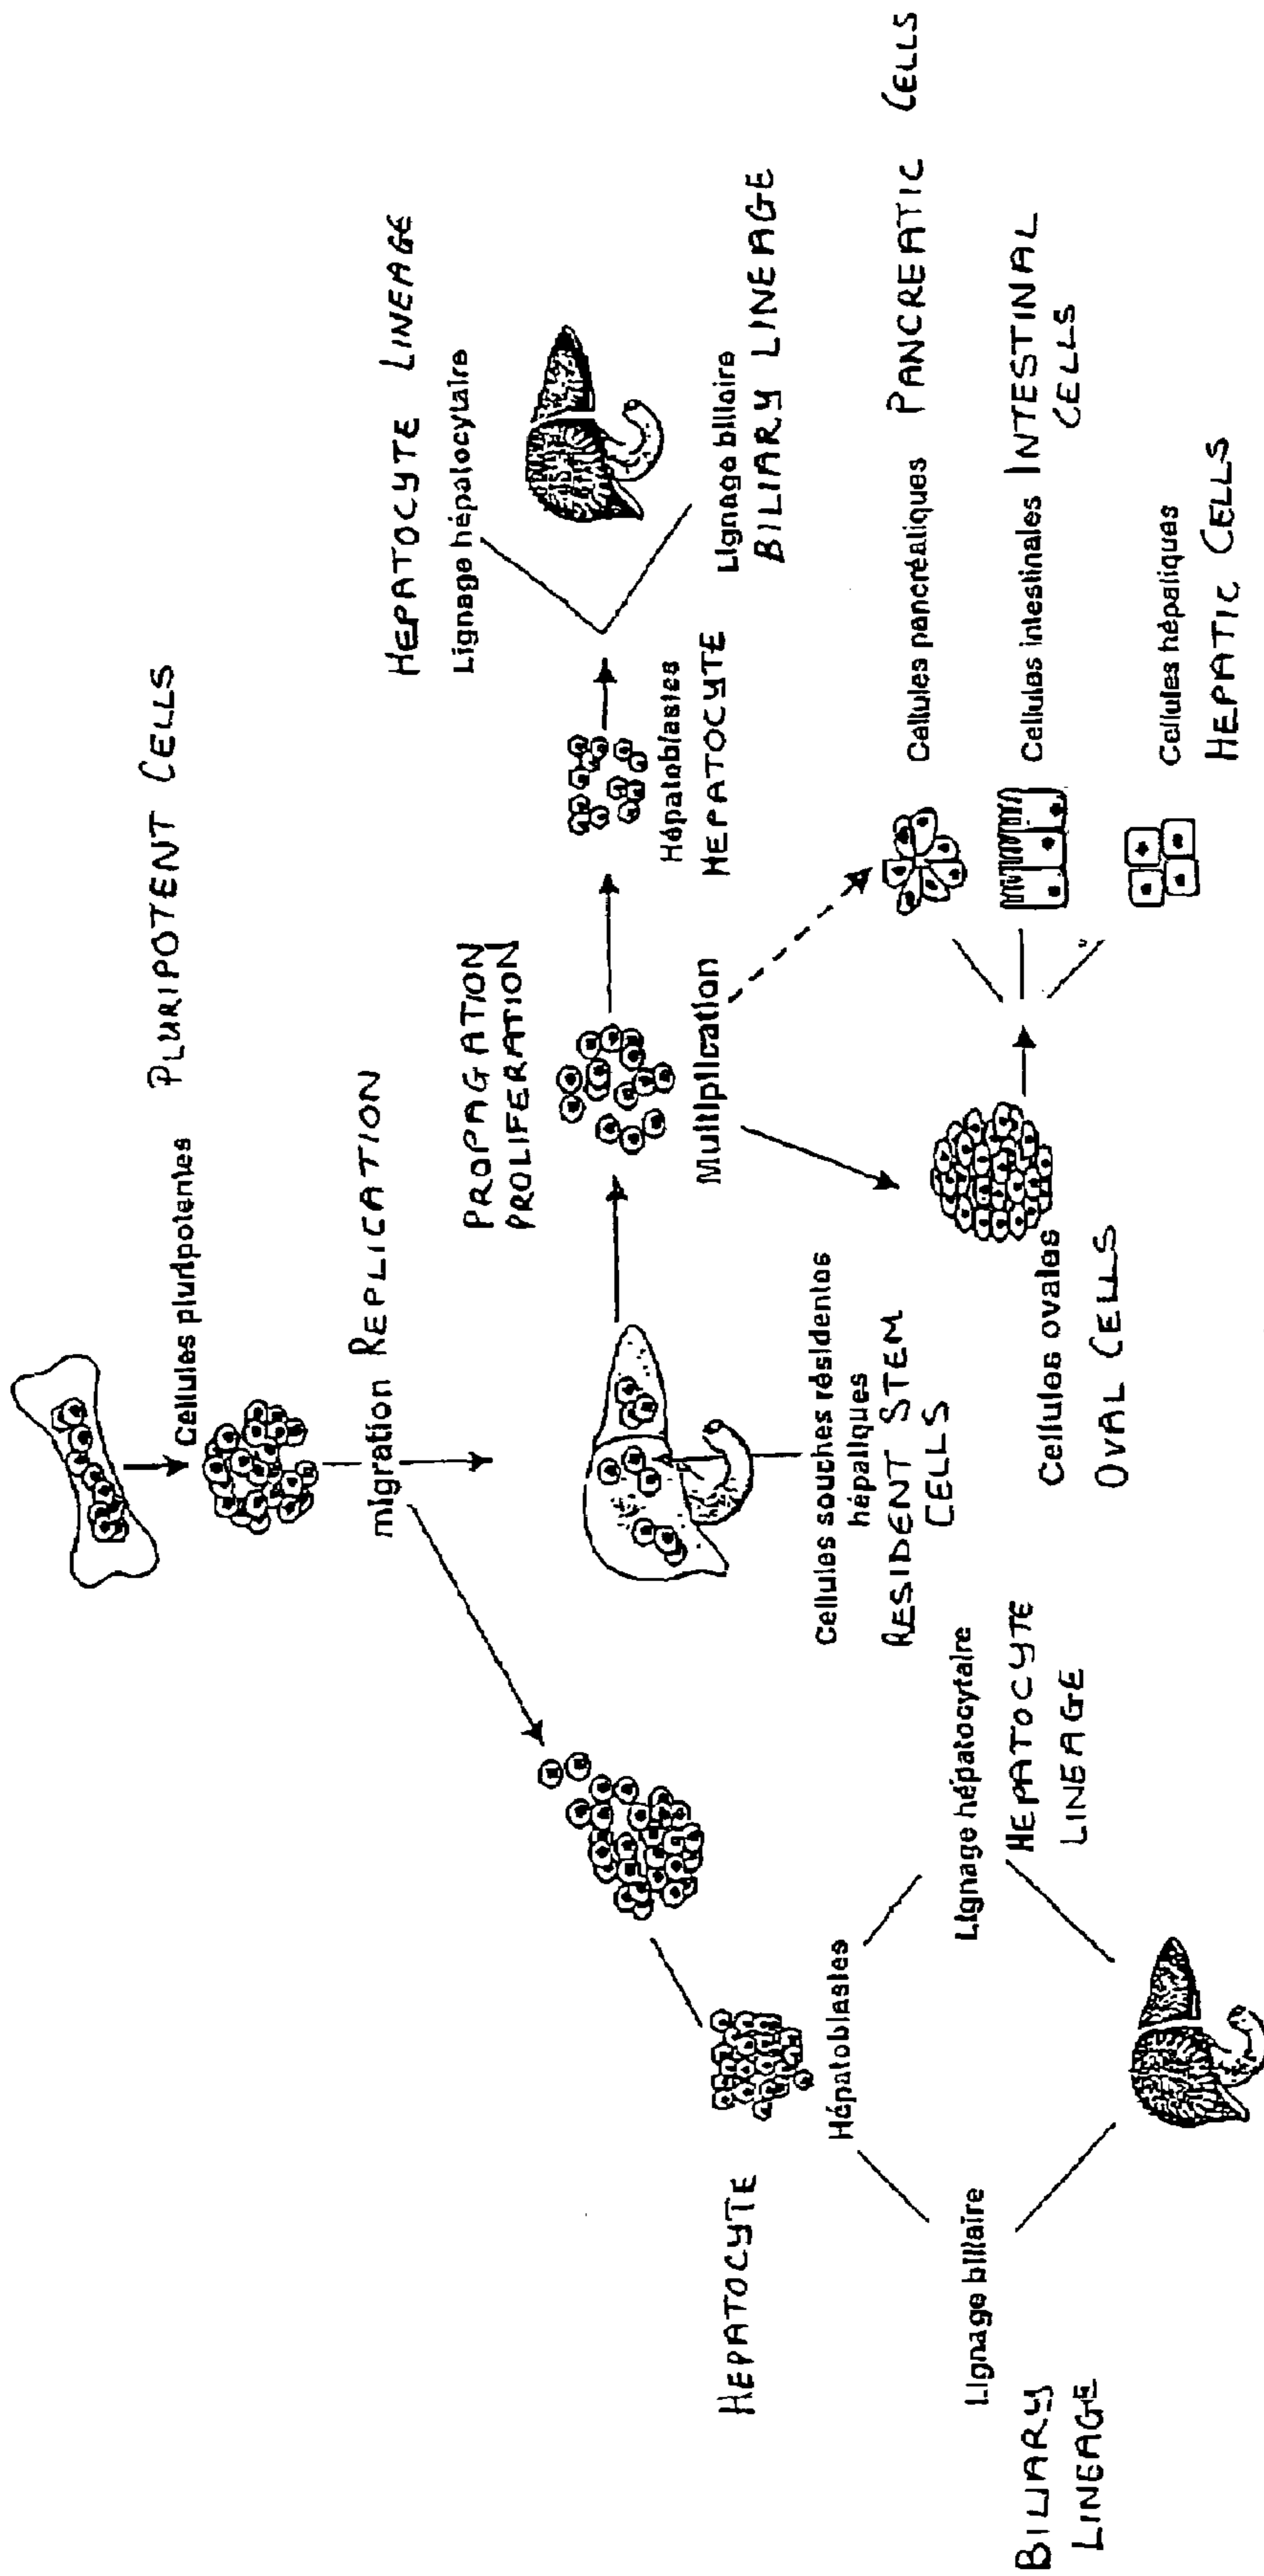 Cellules pluripotentes PLURIPOTENT CELLS
migration REPLICATION
HEPATOCYTE LINEAGE
Lignage hépatocytaire
PROPAGATION
PROLIFERATION
Multiplication
Hépatoblastes
HEPATOCYTE
Lignage biliaire
BILIARY LINEAGE
Cellules souches résidentes
hépatiques
RESIDENT STEM
CELLS
HEPATOCYTE
Hépatoblastes
Lignage biliaire
BILIARY
LINEAGE
Lignage hépatocytaire
HEPATOCYTE
LINEAGE
Cellules ovales
OVAL CELLS
Cellules pancréatiques PANCREATIC CELLS
Cellules intestinales INTESTINAL
CELLS
Cellules hépatiques
HEPATIC CELLS